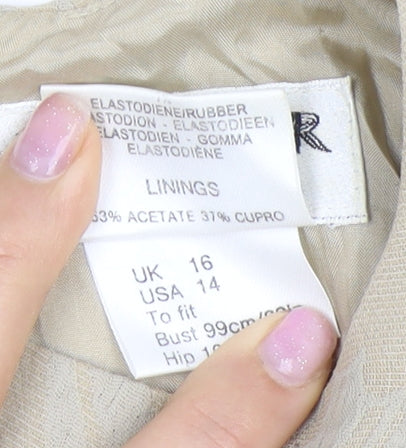 ELASTODIENE/RUBBER
ELASTODIEEN
ELASTODIEN - GOMMA
ELASTODIÈNE
LININGS
63% ACETATE 37% CUPRO
UK 16
USA 14
To fit
Bust 99cm/
Hip